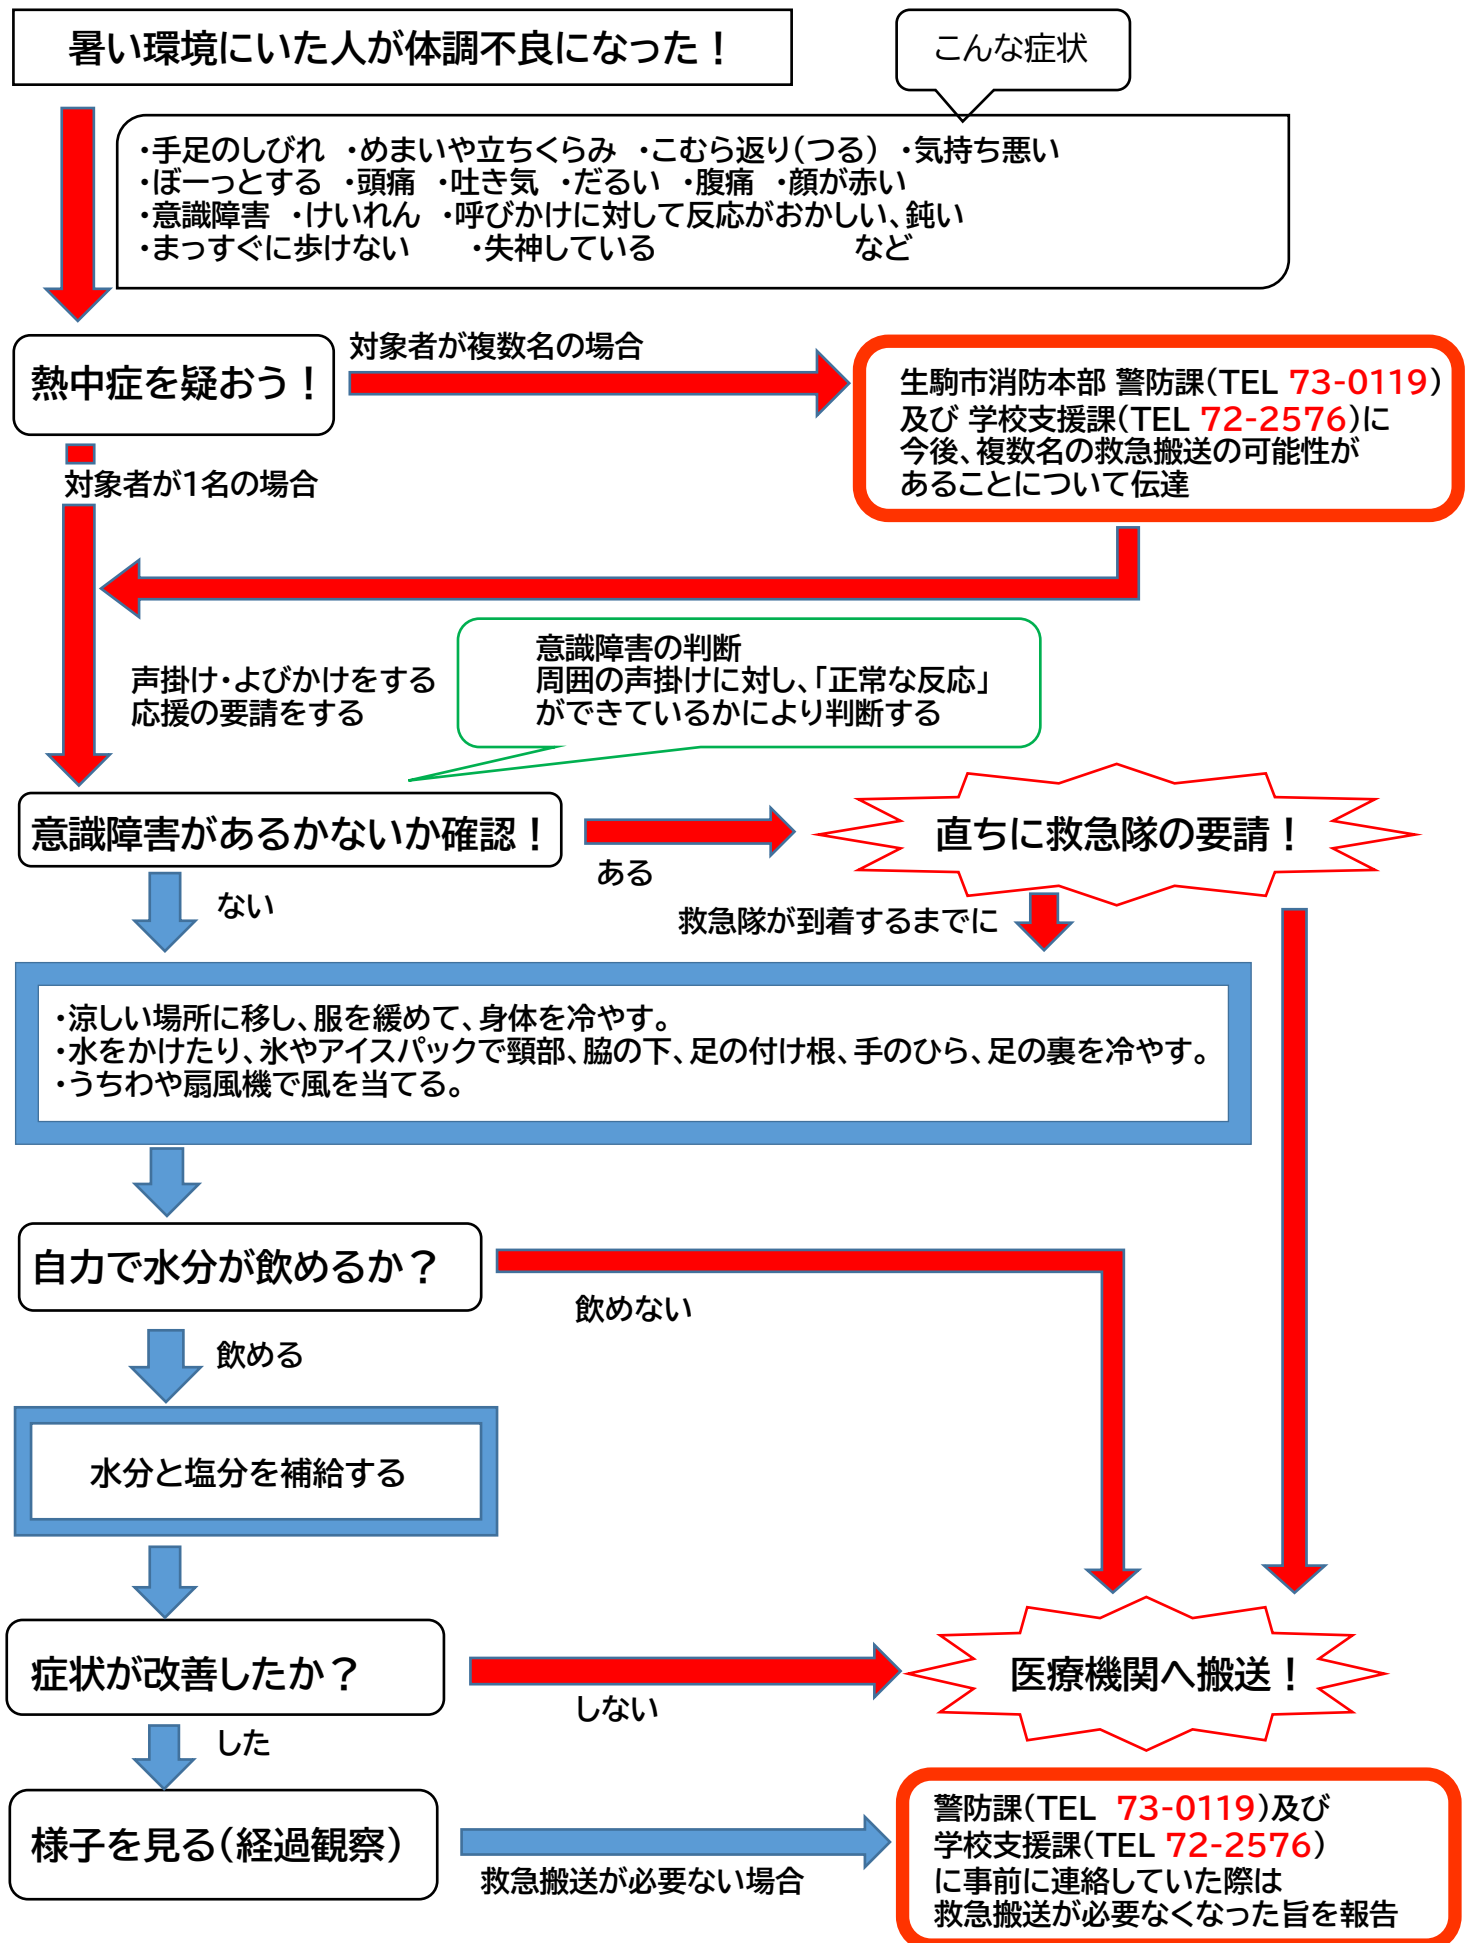 暑い環境にいた人が体調不良になった！
こんな症状
・手足のしびれ ・めまいや立ちくらみ ・こむら返り（つる） ・気持ち悪い
・ぼーっとする ・頭痛 ・吐き気 ・だるい ・腹痛 ・顔が赤い
・意識障害 ・けいれん ・呼びかけに対して反応がおかしい、鈍い
・まっすぐに歩けない ・失神している など
熱中症を疑おう！
対象者が複数名の場合
生駒市消防本部 警防課（TEL 73-0119）
及び 学校支援課（TEL 72-2576）に
今後、複数名の救急搬送の可能性が
あることについて伝達
対象者が1名の場合
声掛け・よびかけをする
応援の要請をする
意識障害の判断
周囲の声掛けに対し、「正常な反応」
ができているかにより判断する
意識障害があるかないか確認！
ある
直ちに救急隊の要請！
ない
救急隊が到着するまでに
・涼しい場所に移し、服を緩めて、身体を冷やす。
・水をかけたり、氷やアイスパックで頸部、脇の下、足の付け根、手のひら、足の裏を冷やす。
・うちわや扇風機で風を当てる。
自力で水分が飲めるか？
飲めない
飲める
水分と塩分を補給する
症状が改善したか？
しない
医療機関へ搬送！
した
様子を見る（経過観察）
救急搬送が必要ない場合
警防課（TEL 73-0119）及び
学校支援課（TEL 72-2576）
に事前に連絡していた際は
救急搬送が必要なくなった旨を報告